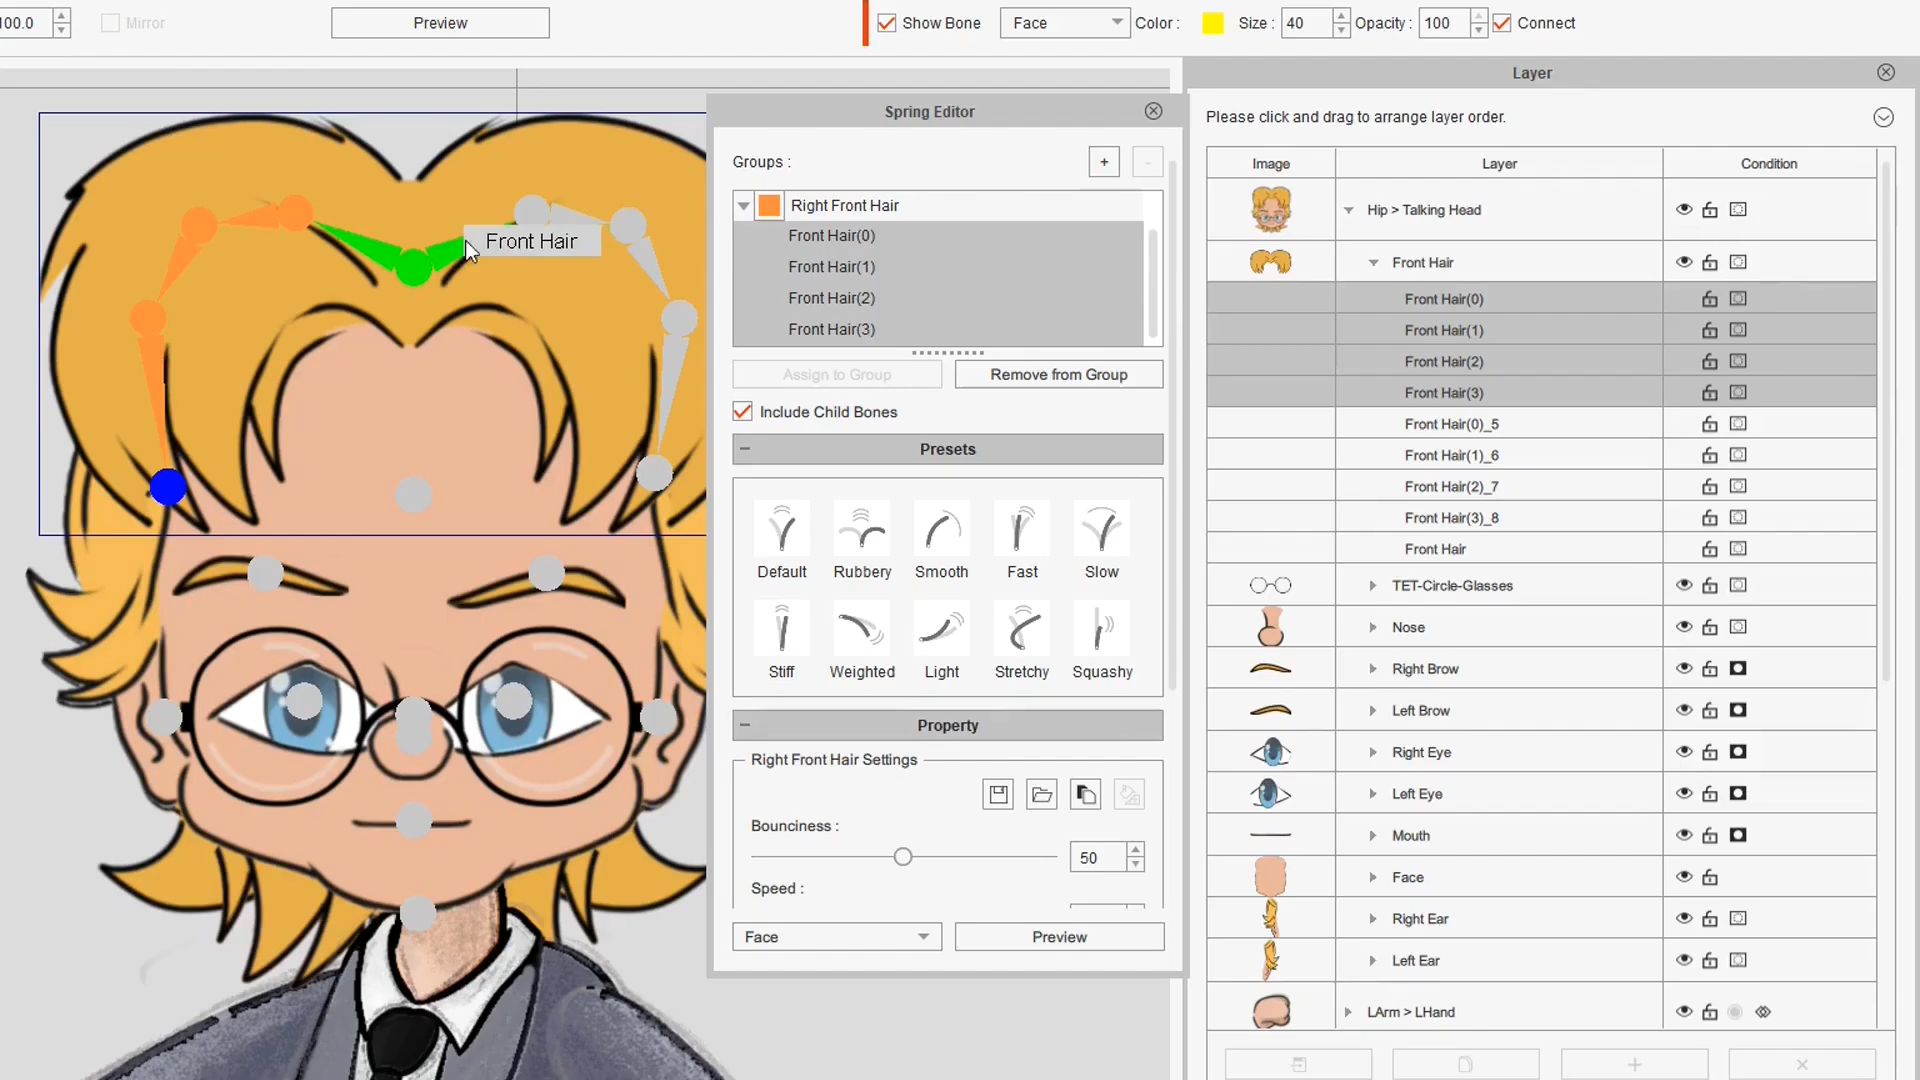 100.0
Mirror
Preview
Show Bone
Face
Color :
Size :
40
Opacity :
100
Connect
Layer
Please click and drag to arrange layer order.
Image
Layer
Condition
Hip > Talking Head
Front Hair
Front Hair(0)
Front Hair(1)
Front Hair(2)
Front Hair(3)
Front Hair(0)_5
Front Hair(1)_6
Front Hair(2)_7
Front Hair(3)_8
Front Hair
TET-Circle-Glasses
Nose
Right Brow
Left Brow
Right Eye
Left Eye
Mouth
Face
Right Ear
Left Ear
LArm > LHand
Spring Editor
Groups :
+
-
Right Front Hair
Front Hair(0)
Front Hair(1)
Front Hair(2)
Front Hair(3)
Assign to Group
Remove from Group
Include Child Bones
Presets
Default
Rubbery
Smooth
Fast
Slow
Stiff
Weighted
Light
Stretchy
Squashy
Property
Right Front Hair Settings
Bounciness :
50
Speed :
Face
Preview
Front Hair